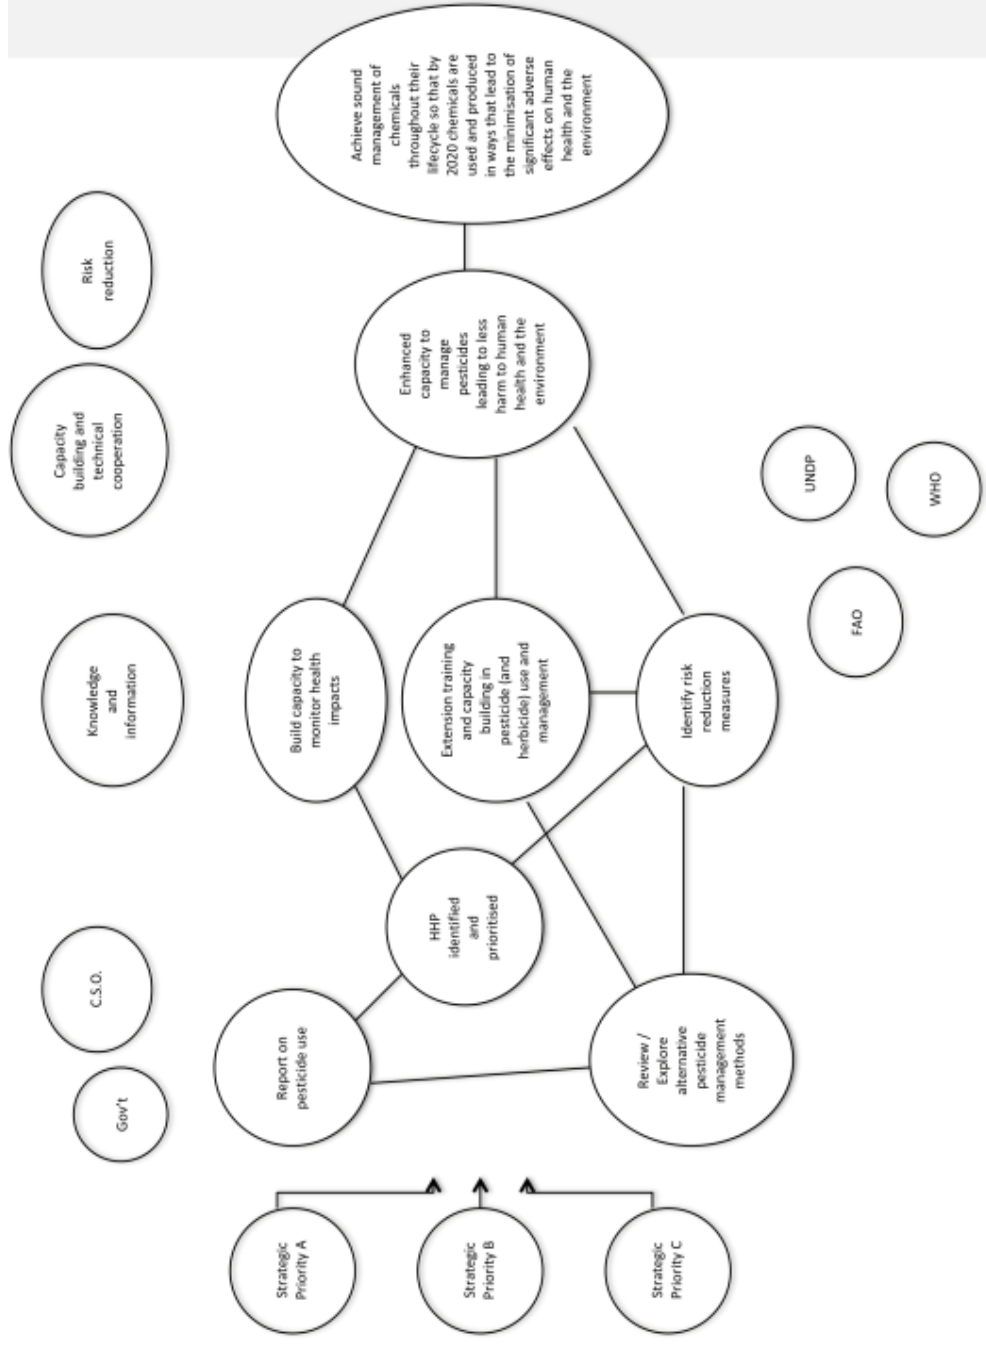 Strategic
Priority A
Strategic
Priority B
Strategic
Priority C
Gov't
C.S.O.
Knowledge
and
information
Capacity
building and
technical
cooperation
Risk
reduction
Report on
pesticide use
Review /
Explore
alternative
pesticide
management
methods
HHP
identified
and
prioritised
Build capacity to
monitor health
impacts
Extension training
and capacity
building in
pesticide (and
herbicide) use and
management
Identify risk
reduction
measures
Enhanced
capacity to
manage
pesticides
leading to less
harm to human
health and the
environment
Achieve sound
management of
chemicals
throughout their
lifecycle so that by
2020 chemicals are
used and produced
in ways that lead to
the minimisation of
significant adverse
effects on human
health and the
environment
FAO
UNDP
WHO